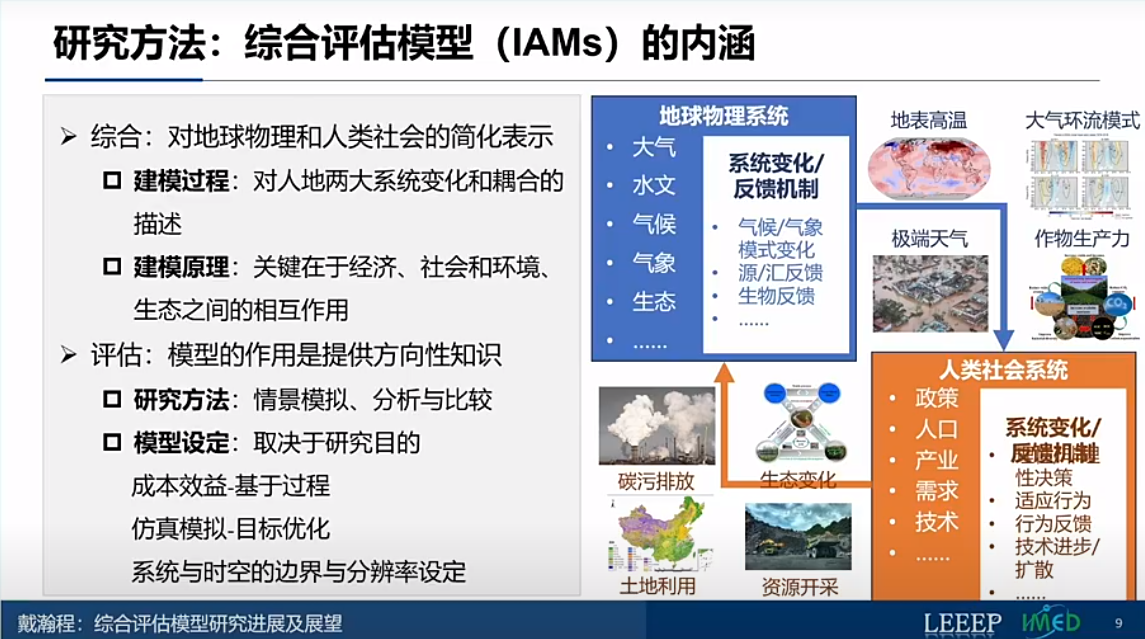 研究方法：综合评估模型（IAMs）的内涵
➢ 综合：对地球物理和人类社会的简化表示
建模过程：对人地两大系统变化和耦合的
描述
建模原理：关键在于经济、社会和环境、
生态之间的相互作用
➢ 评估：模型的作用是提供方向性知识
研究方法：情景模拟、分析与比较
模型设定：取决于研究目的
成本效益-基于过程
仿真模拟-目标优化
系统与时空的边界与分辨率设定
地球物理系统
• 大气
• 水文
• 气候
• 气象
• 生态
• ……
系统变化/
反馈机制
• 气候/气象
模式变化
• 源/汇反馈
• 生物反馈
• ……
地表高温
大气环流模式
极端天气
作物生产力
CO₂
碳污排放
生态变化
土地利用
资源开采
人类社会系统
• 政策
• 人口
• 产业
• 需求
• 技术
• ……
系统变化/
反馈机制
性决策
• 适应行为
• 行为反馈
• 技术进步/
扩散
• ……
戴瀚程：综合评估模型研究进展及展望
LEEEP
IMED
9